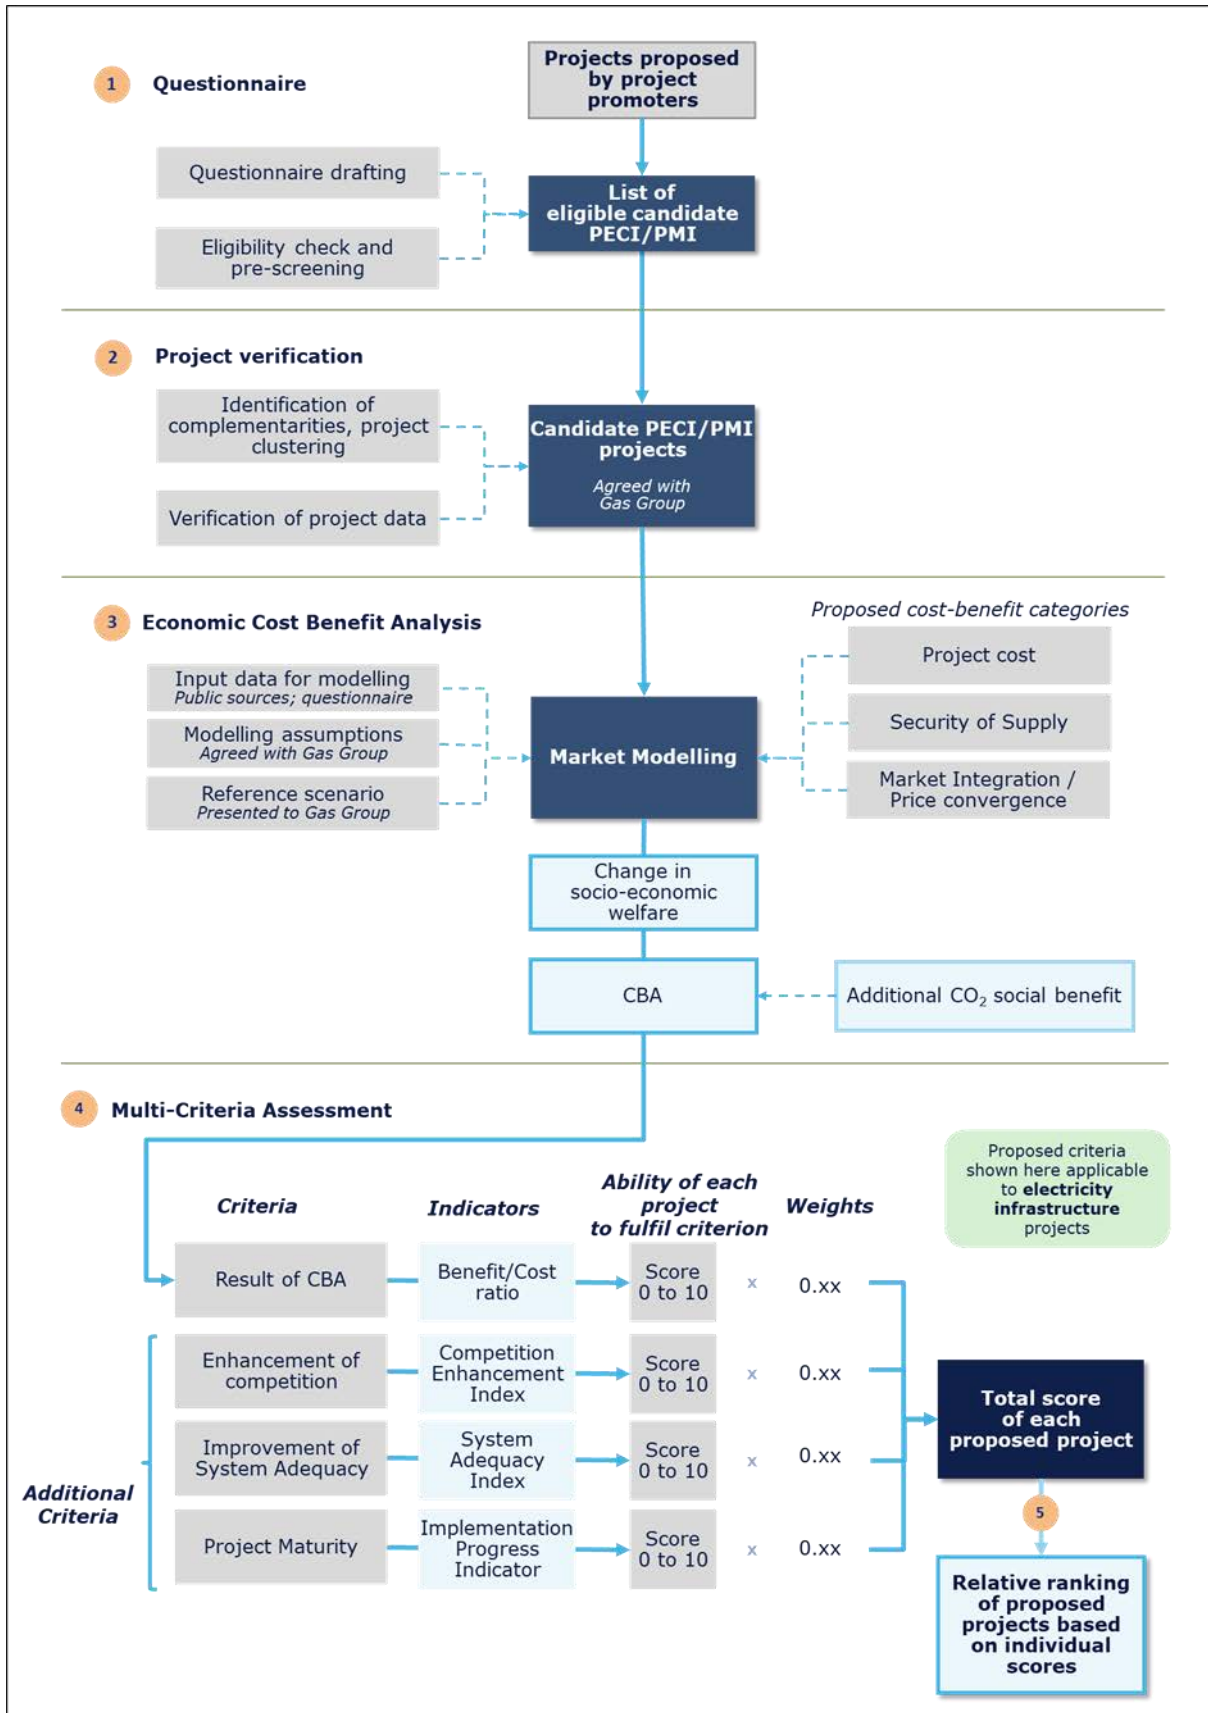 1 Questionnaire
Projects proposed
by project
promoters
Questionnaire drafting
Eligibility check and
pre-screening
List of
eligible candidate
PECI/PMI
2 Project verification
Identification of
complementarities, project
clustering
Verification of project data
Candidate PECI/PMI
projects
Agreed with
Gas Group
3 Economic Cost Benefit Analysis
Proposed cost-benefit categories
Input data for modelling
Public sources; questionnaire
Modelling assumptions
Agreed with Gas Group
Reference scenario
Presented to Gas Group
Market Modelling
Project cost
Security of Supply
Market Integration /
Price convergence
Change in
socio-economic
welfare
CBA
Additional CO₂ social benefit
4 Multi-Criteria Assessment
Proposed criteria
shown here applicable
to electricity
infrastructure
projects
Criteria
Indicators
Ability of each
project
to fulfil criterion
Weights
Result of CBA
Benefit/Cost
ratio
Score
0 to 10
x
0.xx
Enhancement of
competition
Competition
Enhancement
Index
Score
0 to 10
x
0.xx
Improvement of
System Adequacy
System
Adequacy
Index
Score
0 to 10
x
0.xx
Additional
Criteria
Project Maturity
Implementation
Progress
Indicator
Score
0 to 10
x
0.xx
Total score
of each
proposed project
5
Relative ranking
of proposed
projects based
on individual
scores